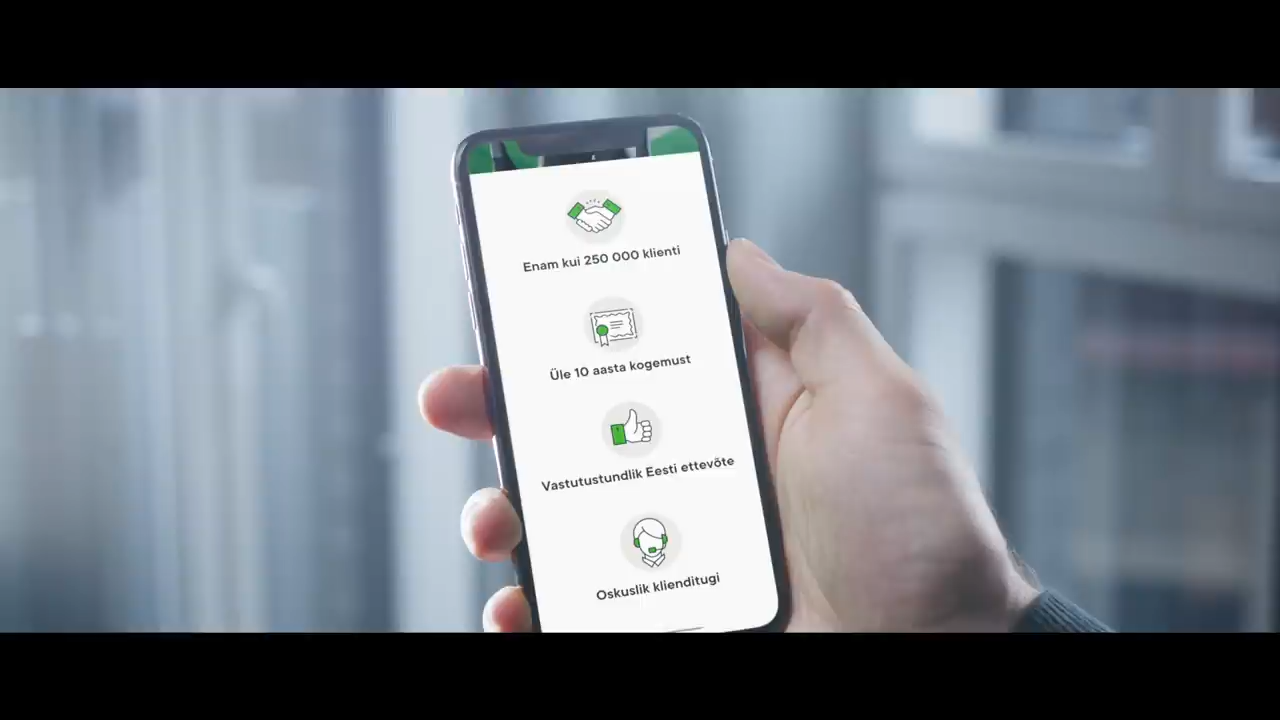 Enam kui 250 000 klienti
Üle 10 aasta kogemust
Vastutustundlik Eesti ettevõte
Oskuslik klienditugi